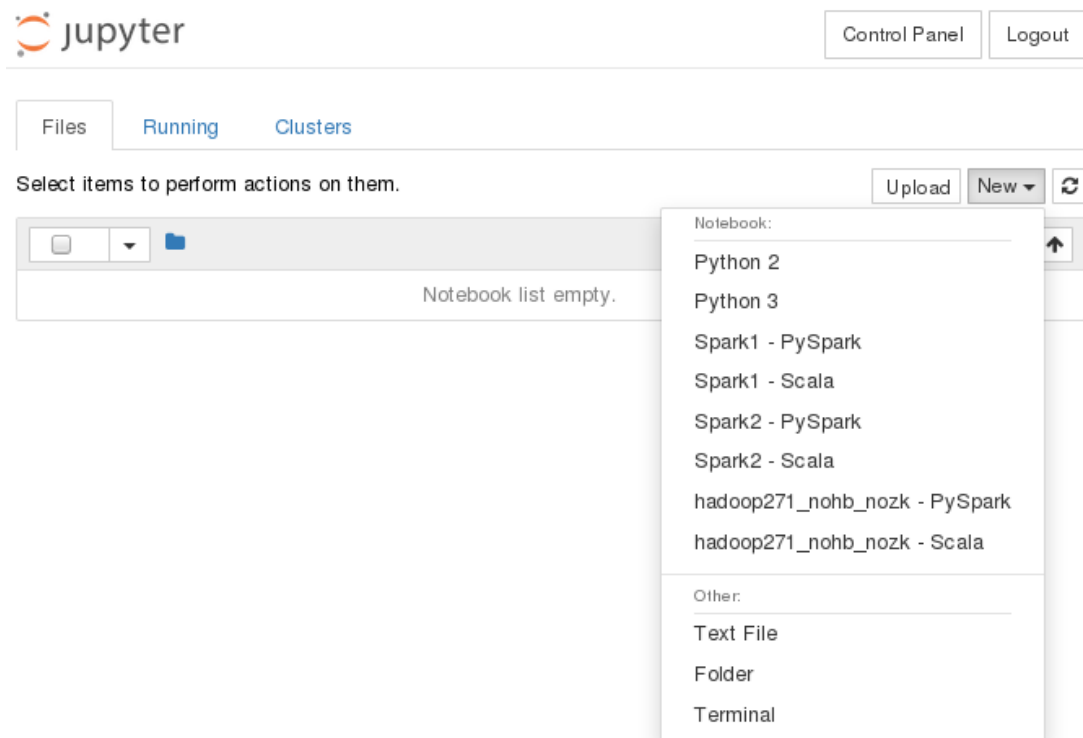 jupyter
Control Panel Logout
Files Running Clusters
Select items to perform actions on them.
Upload New
Notebook:
Python 2
Notebook list empty.
Python 3
Spark1 - PySpark
Spark1 - Scala
Spark2 - PySpark
Spark2 - Scala
hadoop271_nohb_nozk - PySpark
hadoop271_nohb_nozk - Scala
Other:
Text File
Folder
Terminal